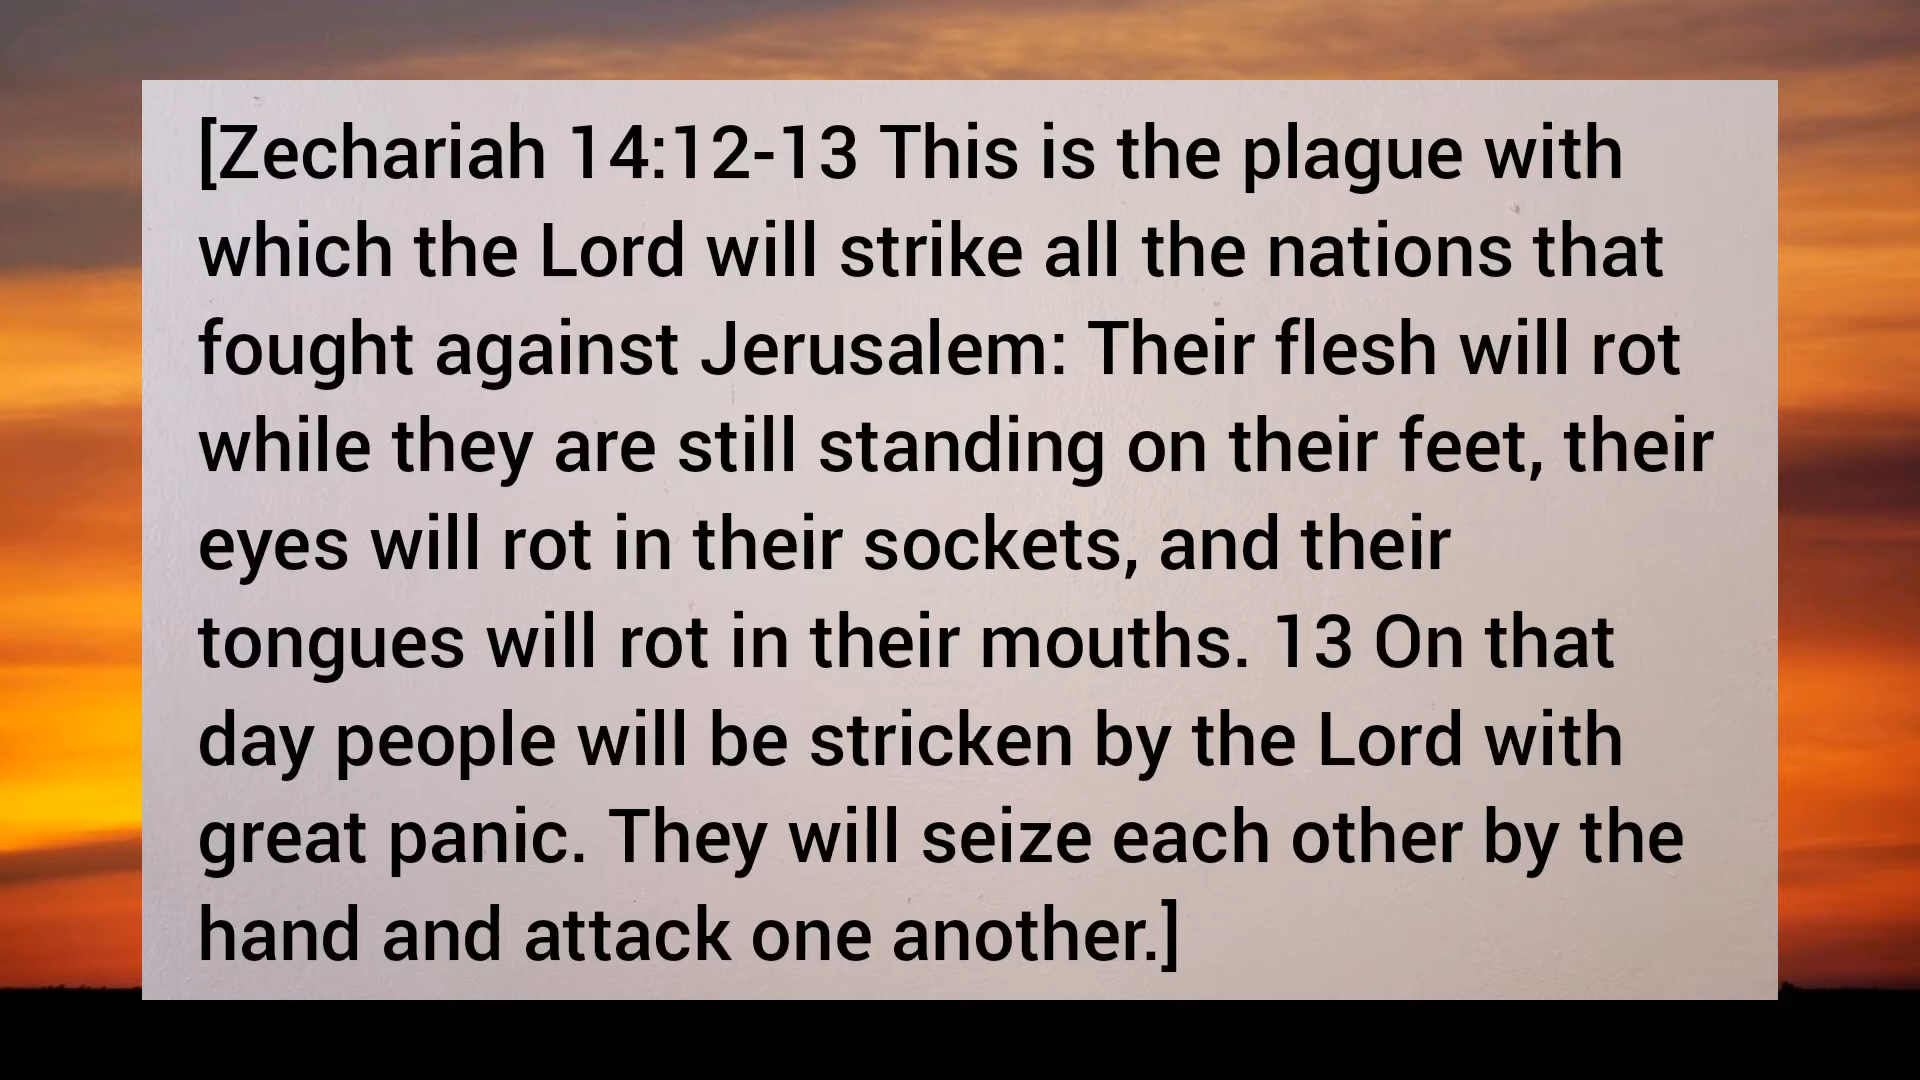 [Zechariah 14:12-13 This is the plague with
which the Lord will strike all the nations that
fought against Jerusalem: Their flesh will rot
while they are still standing on their feet, their
eyes will rot in their sockets, and their
tongues will rot in their mouths. 13 On that
day people will be stricken by the Lord with
great panic. They will seize each other by the
hand and attack one another.]